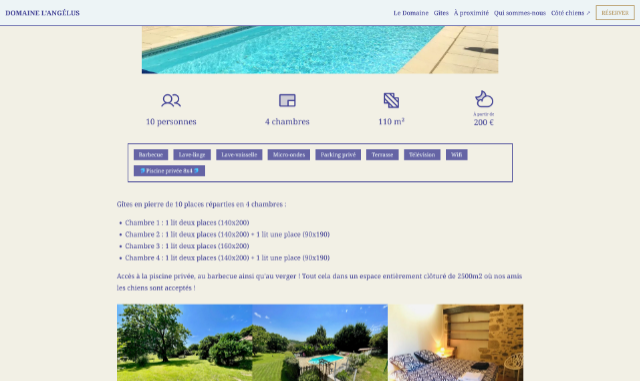 DOMAINE L'ANGÉLUS
Le Domaine Gîtes À proximité Qui sommes-nous Côté chiens ↗ RÉSERVER
10 personnes
4 chambres
110 m²
à partir de
200 €
Barbecue Lave-linge Lave-vaisselle Micro-ondes Parking privé Terrasse Télévision Wifi
Piscine privée 8x4
Gîtes en pierre de 10 places réparties en 4 chambres :
• Chambre 1 : 1 lit deux places (140x200)
• Chambre 2 : 1 lit deux places (140x200) + 1 lit une place (90x190)
• Chambre 3 : 1 lit deux places (160x200)
• Chambre 4 : 1 lit deux places (140x200) + 1 lit une place (90x190)
Accès à la piscine privée, au barbecue ainsi qu'au verger ! Tout cela dans un espace entièrement clôturé de 2500m2 où nos amis
les chiens sont acceptés !